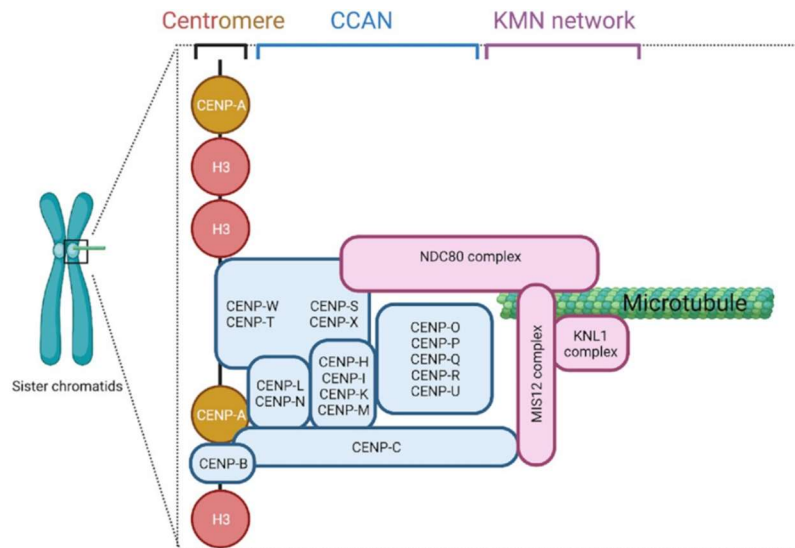 Centromere
CCAN
KMN network
CENP-A
H3
H3
NDC80 complex
CENP-W
CENP-T
CENP-S
CENP-X
CENP-O
CENP-P
CENP-Q
CENP-R
CENP-U
Microtubule
KNL1
complex
MIS12 complex
CENP-H
CENP-I
CENP-K
CENP-M
CENP-L
CENP-N
Sister chromatids
CENP-A
CENP-C
CENP-B
H3